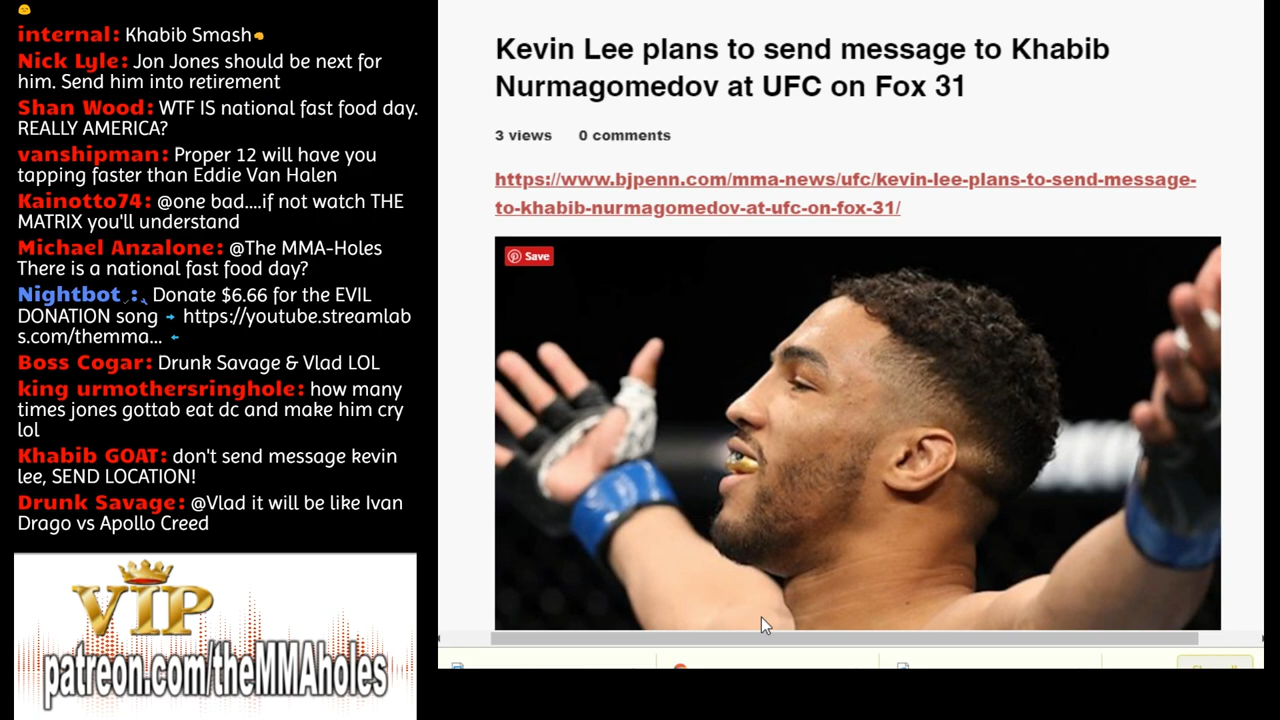 internal: Khabib Smash
Nick Lyle: Jon Jones should be next for
him. Send him into retirement
Shan Wood: WTF IS national fast food day.
REALLY AMERICA?
vanshipman: Proper 12 will have you
tapping faster than Eddie Van Halen
Kainotto74: @one bad....if not watch THE
MATRIX you'll understand
Michael Anzalone: @The MMA-Holes
There is a national fast food day?
Nightbot : Donate $6.66 for the EVIL
DONATION song → https://youtube.streamlab
s.com/themma... ←
Boss Cogar: Drunk Savage & Vlad LOL
king urmothersringhole: how many
times jones gottab eat dc and make him cry
lol
Khabib GOAT: don't send message kevin
lee, SEND LOCATION!
Drunk Savage: @Vlad it will be like Ivan
Drago vs Apollo Creed
VIP
patreon.com/theMMAholes
Kevin Lee plans to send message to Khabib
Nurmagomedov at UFC on Fox 31
3 views 0 comments
https://www.bjpenn.com/mma-news/ufc/kevin-lee-plans-to-send-message-
to-khabib-nurmagomedov-at-ufc-on-fox-31/
Save